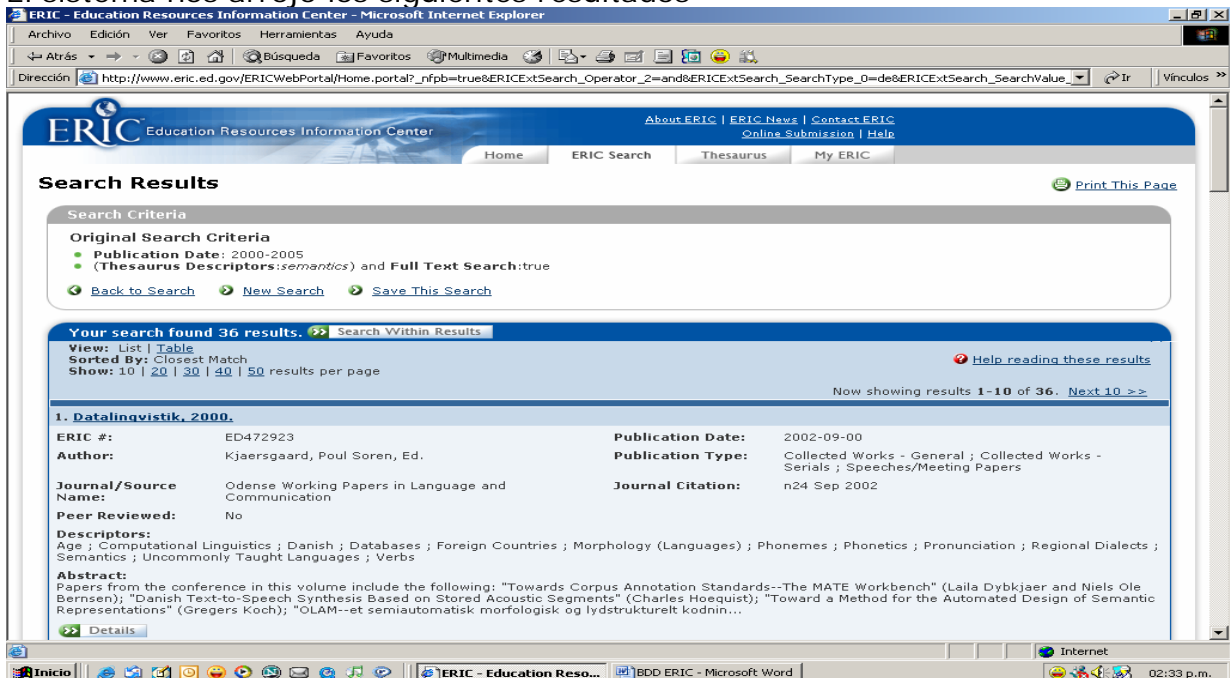 El sistema nos arrojo los siguientes resultados
ERIC - Education Resources Information Center - Microsoft Internet Explorer
Archivo Edición Ver Favoritos Herramientas Ayuda
Atrás Búsqueda Favoritos Multimedia
Dirección http://www.eric.ed.gov/ERICWebPortal/Home.portal?_nfpb=true&ERICExtSearch_Operator_2=and&ERICExtSearch_SearchType_0=de&ERICExtSearch_SearchValue_ Ir Vínculos »
ERIC Education Resources Information Center
About ERIC | ERIC News | Contact ERIC
Online Submission | Help
Home ERIC Search Thesaurus My ERIC
Search Results
Print This Page
Search Criteria
Original Search Criteria
Publication Date: 2000-2005
(Thesaurus Descriptors:semantics) and Full Text Search:true
Back to Search New Search Save This Search
Your search found 36 results. Search Within Results
View: List | Table
Sorted By: Closest Match
Help reading these results
Show: 10 | 20 | 30 | 40 | 50 results per page
Now showing results 1-10 of 36. Next 10 >>
1. Datalingvistik, 2000.
ERIC #: ED472923 Publication Date: 2002-09-00
Author: Kjaersgaard, Poul Soren, Ed. Publication Type: Collected Works - General ; Collected Works -
Serials ; Speeches/Meeting Papers
Journal/Source Odense Working Papers in Language and Journal Citation: n24 Sep 2002
Name: Communication
Peer Reviewed: No
Descriptors:
Age ; Computational Linguistics ; Danish ; Databases ; Foreign Countries ; Morphology (Languages) ; Phonemes ; Phonetics ; Pronunciation ; Regional Dialects ;
Semantics ; Uncommonly Taught Languages ; Verbs
Abstract:
Papers from the conference in this volume include the following: "Towards Corpus Annotation Standards--The MATE Workbench" (Laila Dybkjaer and Niels Ole
Bernsen); "Danish Text-to-Speech Synthesis Based on Stored Acoustic Segments" (Charles Hoequist); "Toward a Method for the Automated Design of Semantic
Representations" (Gregers Koch); "OLAM--et semiautomatisk morfologisk og lydstrukturelt kodnin...
Details
Internet
Inicio ERIC - Education Reso... BDD ERIC - Microsoft Word 02:33 p.m.